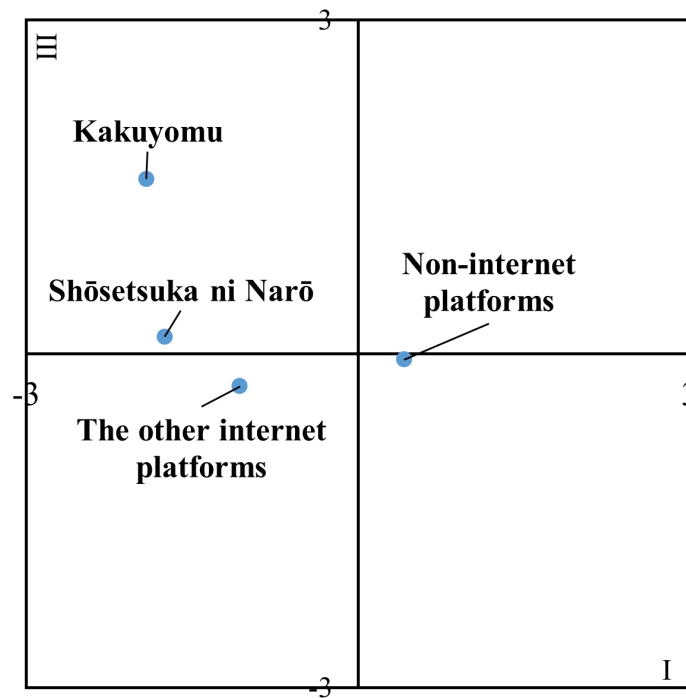 3
III
Kakuyomu
Non-internet
platforms
Shōsetsuka ni Narō
-3
The other internet
platforms
I
-3